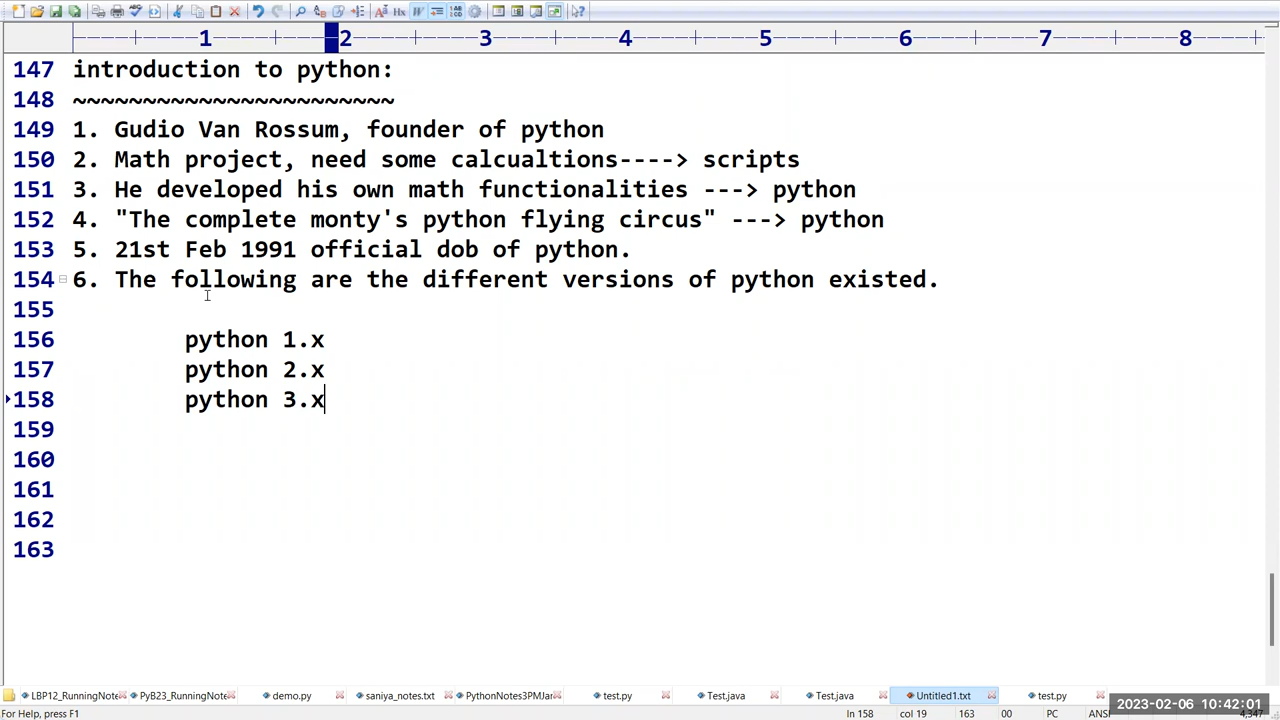 1 2 3 4 5 6 7 8
147 introduction to python:
148 ~~~~~~~~~~~~~~~~~~~~~~~
149 1. Gudio Van Rossum, founder of python
150 2. Math project, need some calcualtions----> scripts
151 3. He developed his own math functionalities ---> python
152 4. "The complete monty's python flying circus" ---> python
153 5. 21st Feb 1991 official dob of python.
154 6. The following are the different versions of python existed.
155
156 python 1.x
157 python 2.x
158 python 3.x
159
160
161
162
163
LBP12_RunningNote PyB23_RunningNote demo.py saniya_notes.txt PythonNotes3PMJan test.py Test.java Test.java Untitled1.txt test.py
For Help, press F1 ln 158 col 19 163 00 PC ANSI
2023-02-06 10:42:01